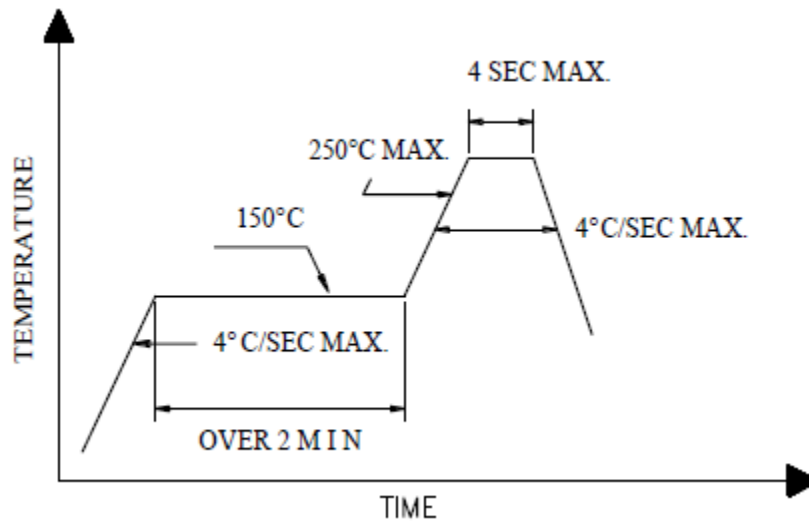 4 SEC MAX.
250°C MAX.
150°C
4°C/SEC MAX.
TEMPERATURE
4° C/SEC MAX.
OVER 2 M I N
TIME